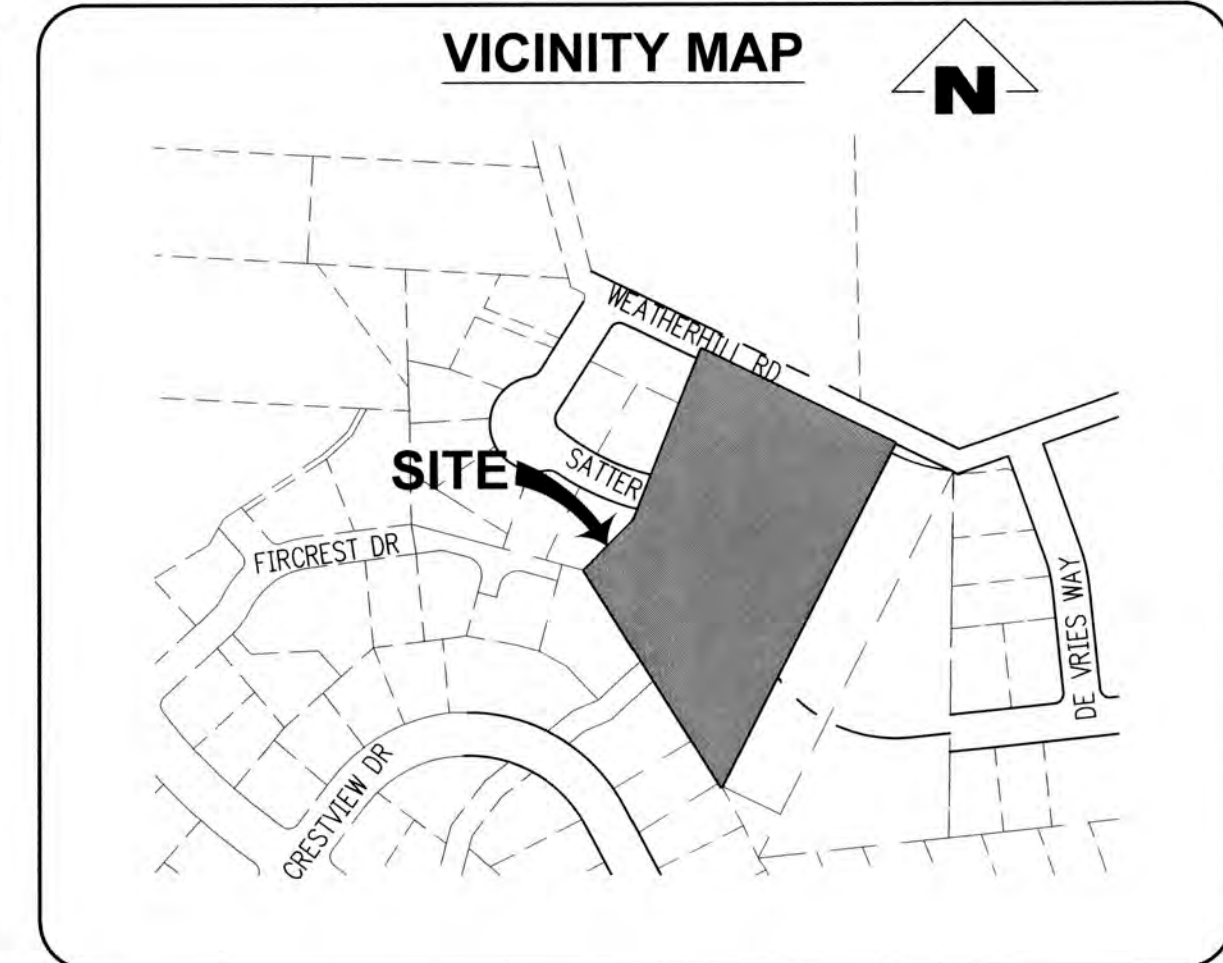 VICINITY MAP
N
WEATHERHILL RD
SITE
SATTER
FIRCREST DR
DE VRIES WAY
CRESTVIEW DR